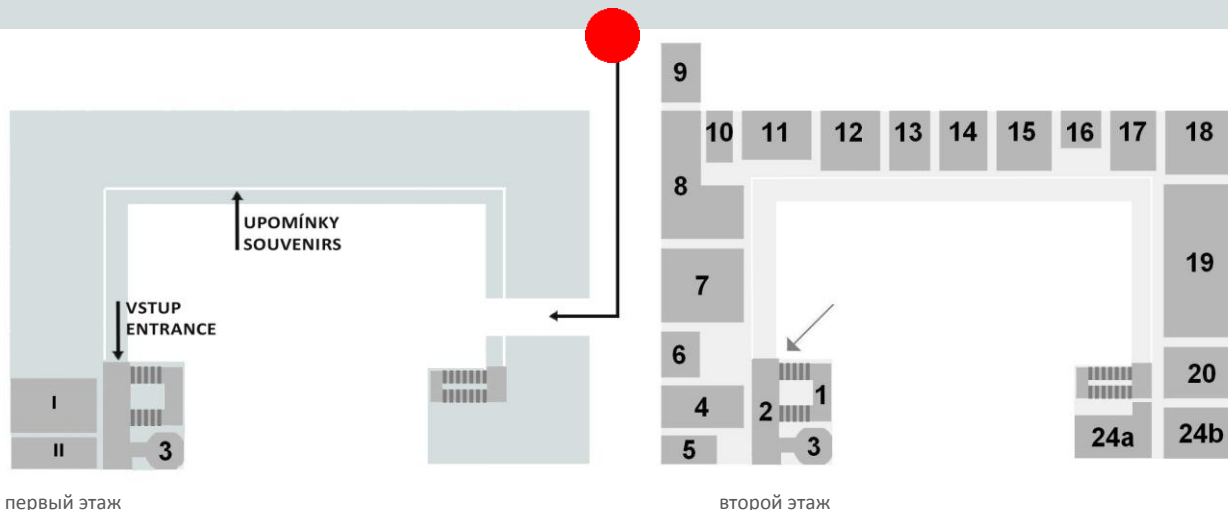 UPOMÍNKY
SOUVENIRS
VSTUP
ENTRANCE
I
II
3
первый этаж
9
10 11 12 13 14 15 16 17 18
8
7
19
6
4
2
1
20
5
3
24a
24b
второй этаж